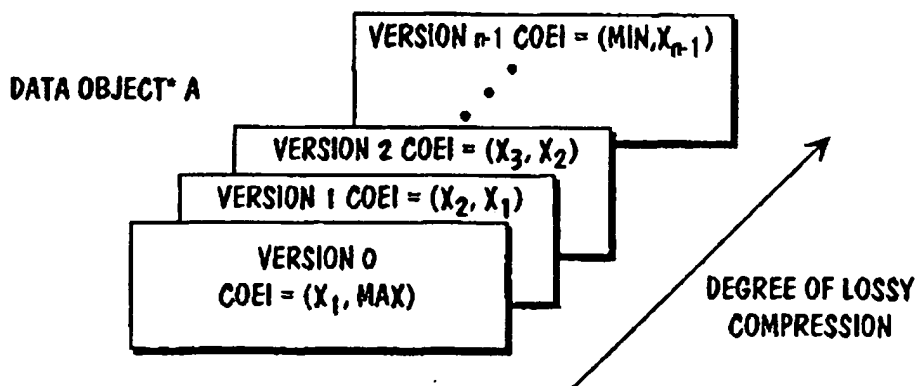 VERSION n-1 COEI = (MIN,X_{n-1})
DATA OBJECT* A
VERSION 2 COEI = (X_3, X_2)
VERSION 1 COEI = (X_2, X_1)
VERSION 0
COEI = (X_1, MAX)
DEGREE OF LOSSY
COMPRESSION